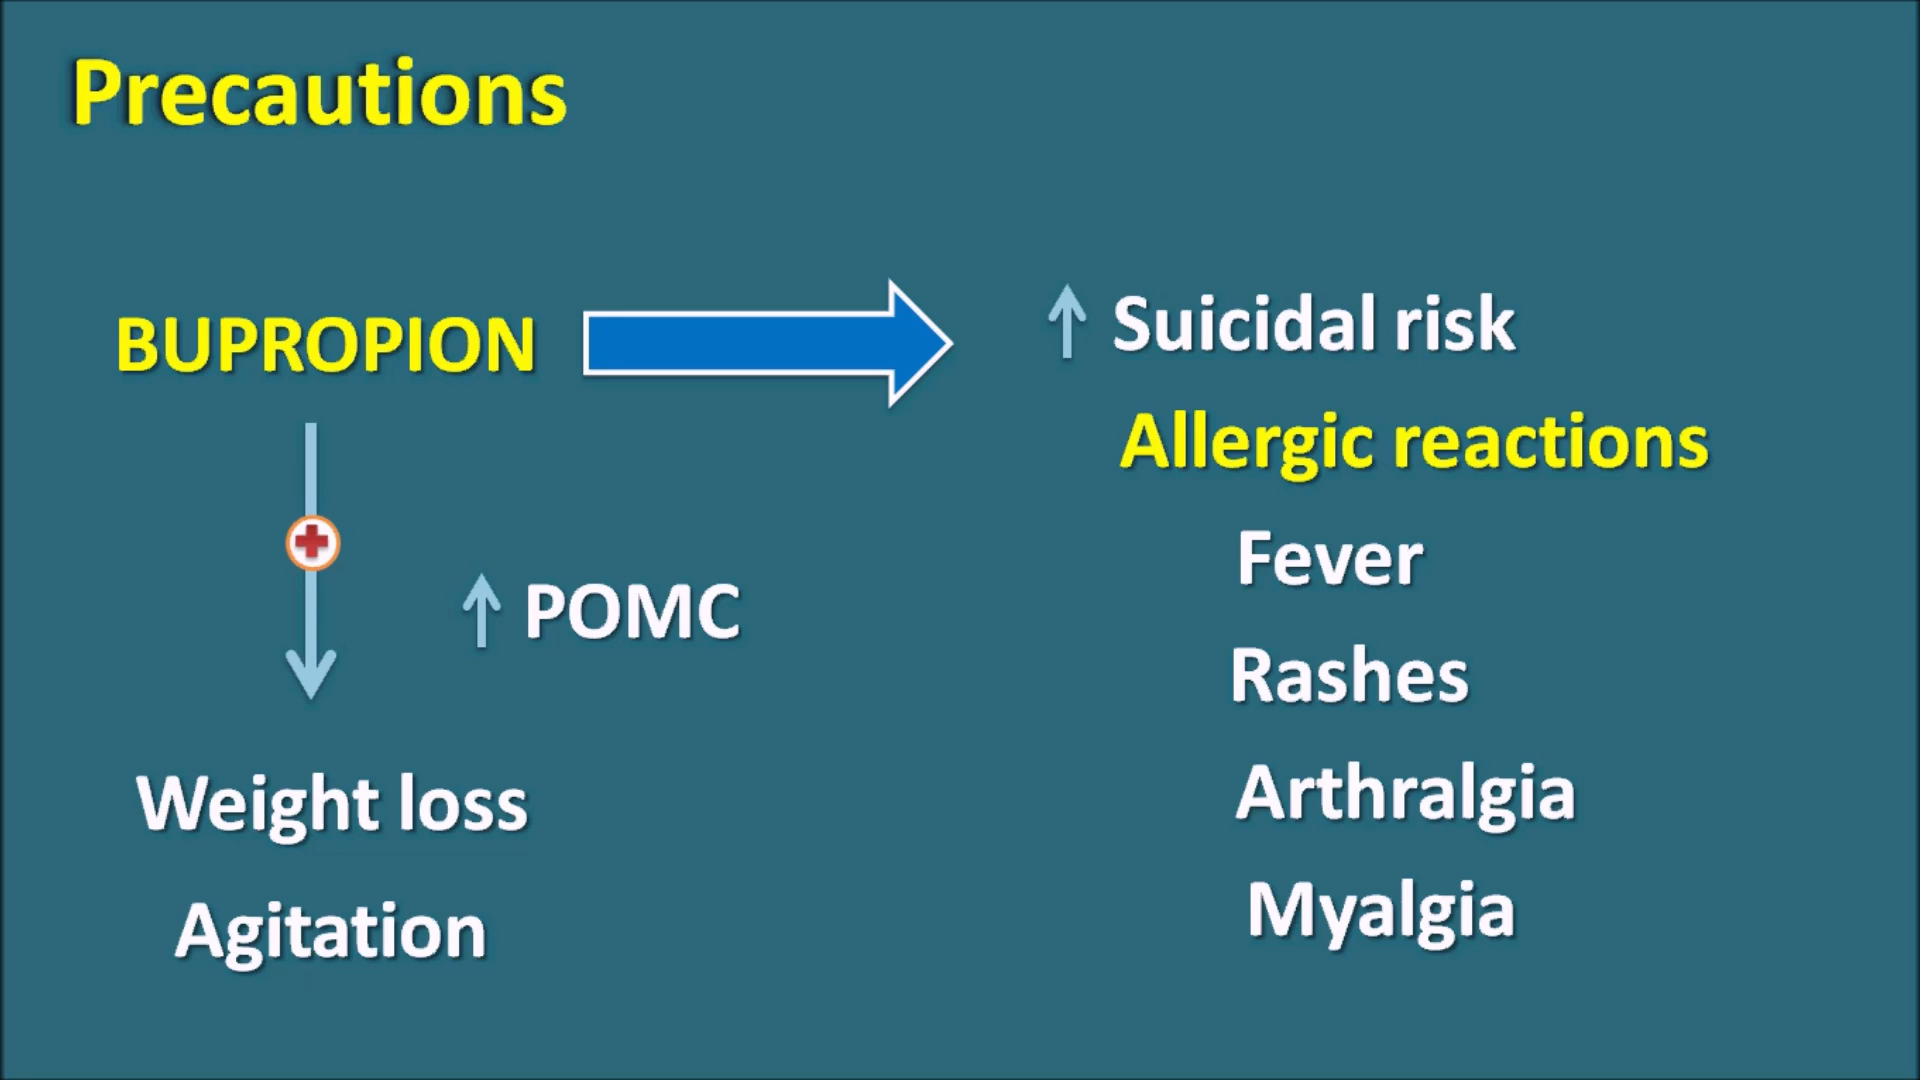 Precautions
BUPROPION
↑ Suicidal risk
Allergic reactions
Fever
↑ POMC
Rashes
Arthralgia
Weight loss
Myalgia
Agitation